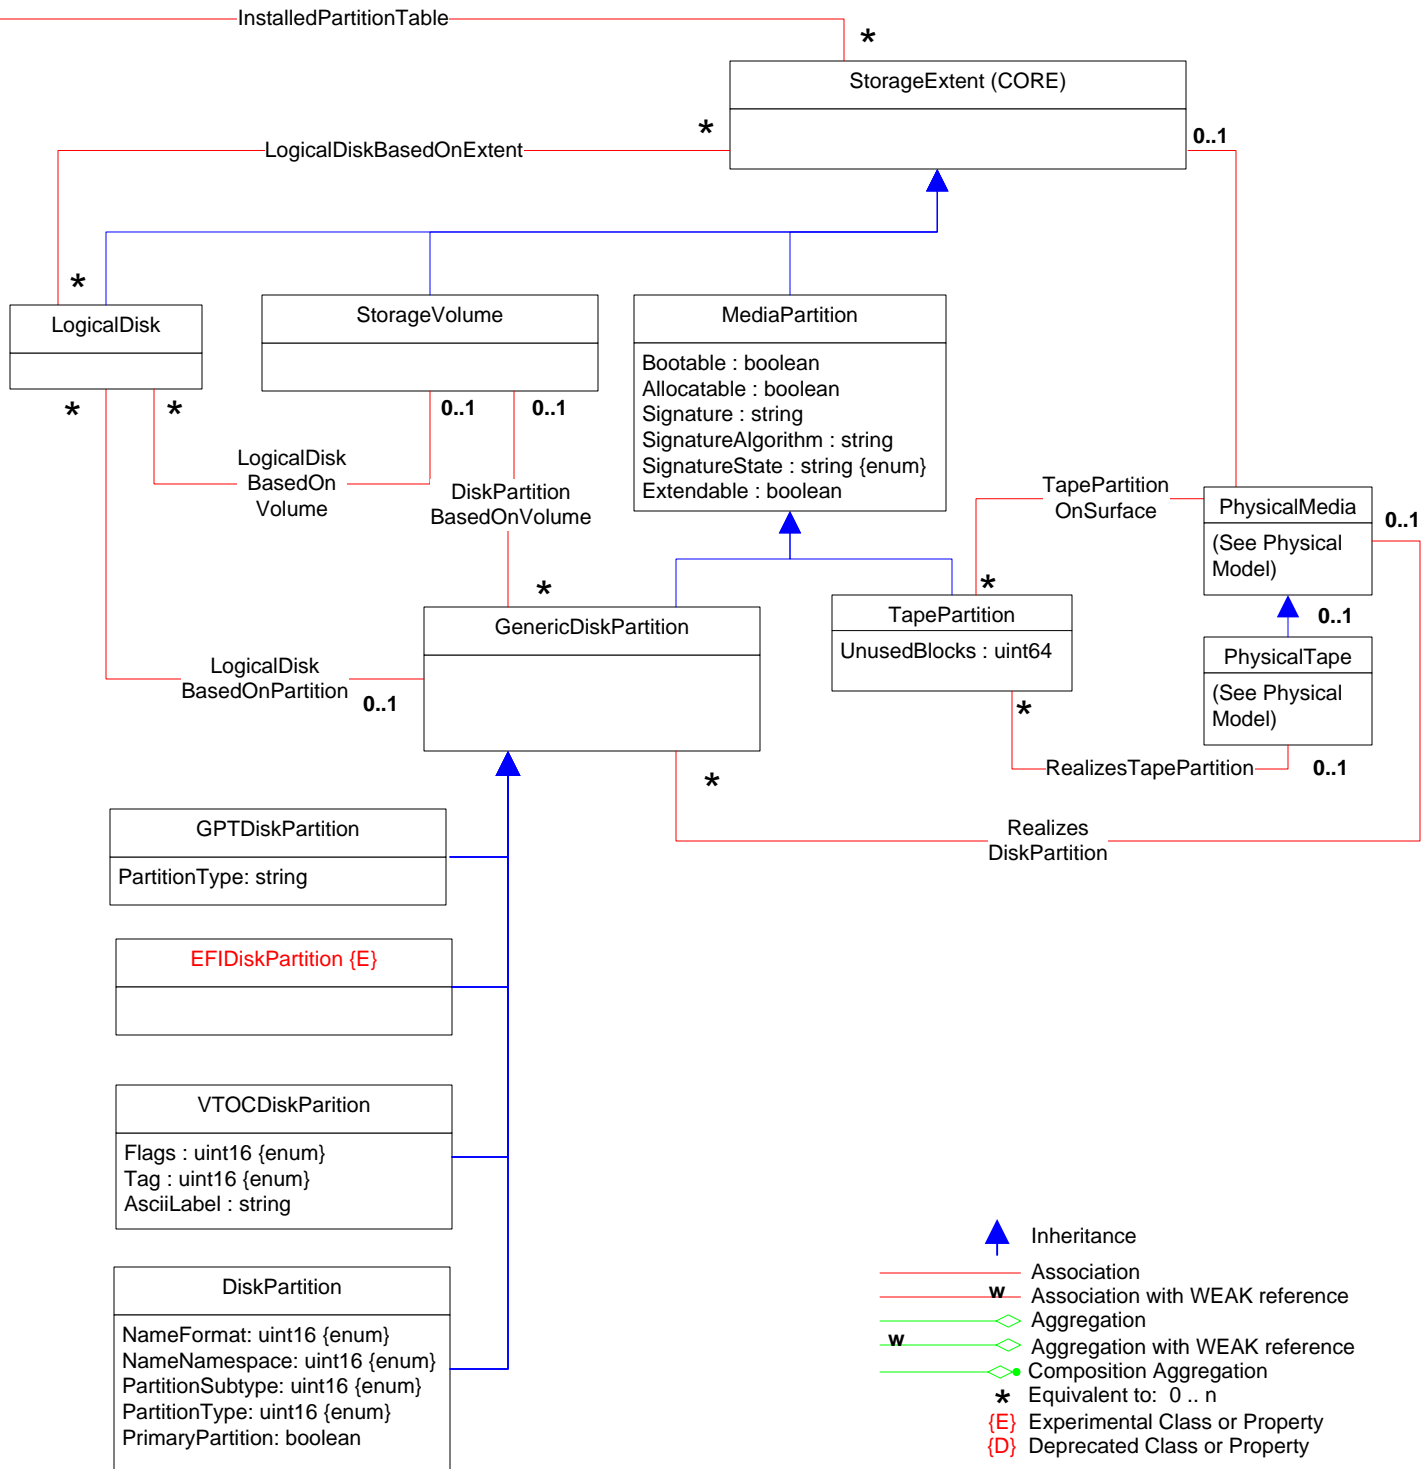 InstalledPartitionTable
*
StorageExtent (CORE)
*
0..1
LogicalDiskBasedOnExtent
*
LogicalDisk
StorageVolume
MediaPartition
Bootable : boolean
Allocatable : boolean
Signature : string
SignatureAlgorithm : string
SignatureState : string {enum}
Extendable : boolean
*
*
0..1
0..1
LogicalDisk
BasedOn
Volume
DiskPartition
BasedOnVolume
TapePartition
OnSurface
PhysicalMedia
(See Physical
Model)
0..1
*
*
GenericDiskPartition
TapePartition
UnusedBlocks : uint64
0..1
PhysicalTape
(See Physical
Model)
LogicalDisk
BasedOnPartition
0..1
*
*
RealizesTapePartition
0..1
Realizes
DiskPartition
GPTDiskPartition
PartitionType: string
EFIDiskPartition {E}
VTOCDiskParition
Flags : uint16 {enum}
Tag : uint16 {enum}
AsciiLabel : string
DiskPartition
NameFormat: uint16 {enum}
NameNamespace: uint16 {enum}
PartitionSubtype: uint16 {enum}
PartitionType: uint16 {enum}
PrimaryPartition: boolean
Inheritance
Association
w Association with WEAK reference
Aggregation
w Aggregation with WEAK reference
Composition Aggregation
* Equivalent to: 0 .. n
{E} Experimental Class or Property
{D} Deprecated Class or Property